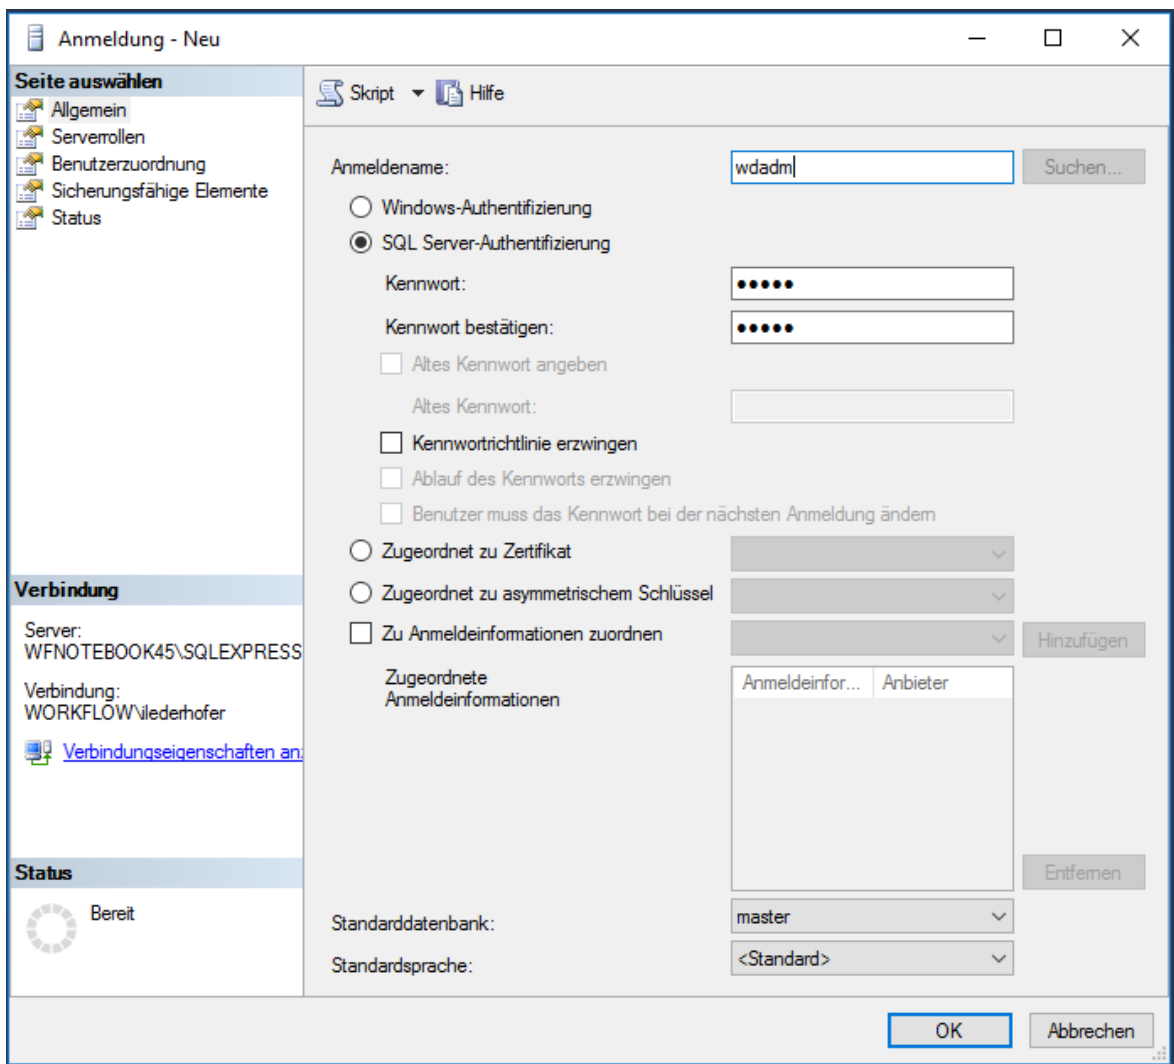 Anmeldung - Neu
Seite auswählen
Allgemein
Serverrollen
Benutzerzuordnung
Sicherungsfähige Elemente
Status
Skript
Hilfe
Anmeldename:
wdadm
Suchen...
Windows-Authentifizierung
SQL Server-Authentifizierung
Kennwort:
●●●●●
Kennwort bestätigen:
●●●●●
Altes Kennwort angeben
Altes Kennwort:
Kennwortrichtlinie erzwingen
Ablauf des Kennworts erzwingen
Benutzer muss das Kennwort bei der nächsten Anmeldung ändern
Zugeordnet zu Zertifikat
Zugeordnet zu asymmetrischem Schlüssel
Zu Anmeldeinformationen zuordnen
Hinzufügen
Zugeordnete
Anmeldeinformationen
Anmeldeinfor... Anbieter
Entfernen
Standarddatenbank:
master
Standardsprache:
<Standard>
Verbindung
Server:
WFNOTEBOOK45\SQLEXPRESS
Verbindung:
WORKFLOW\ilederhofer
Verbindungseigenschaften an
Status
Bereit
OK
Abbrechen